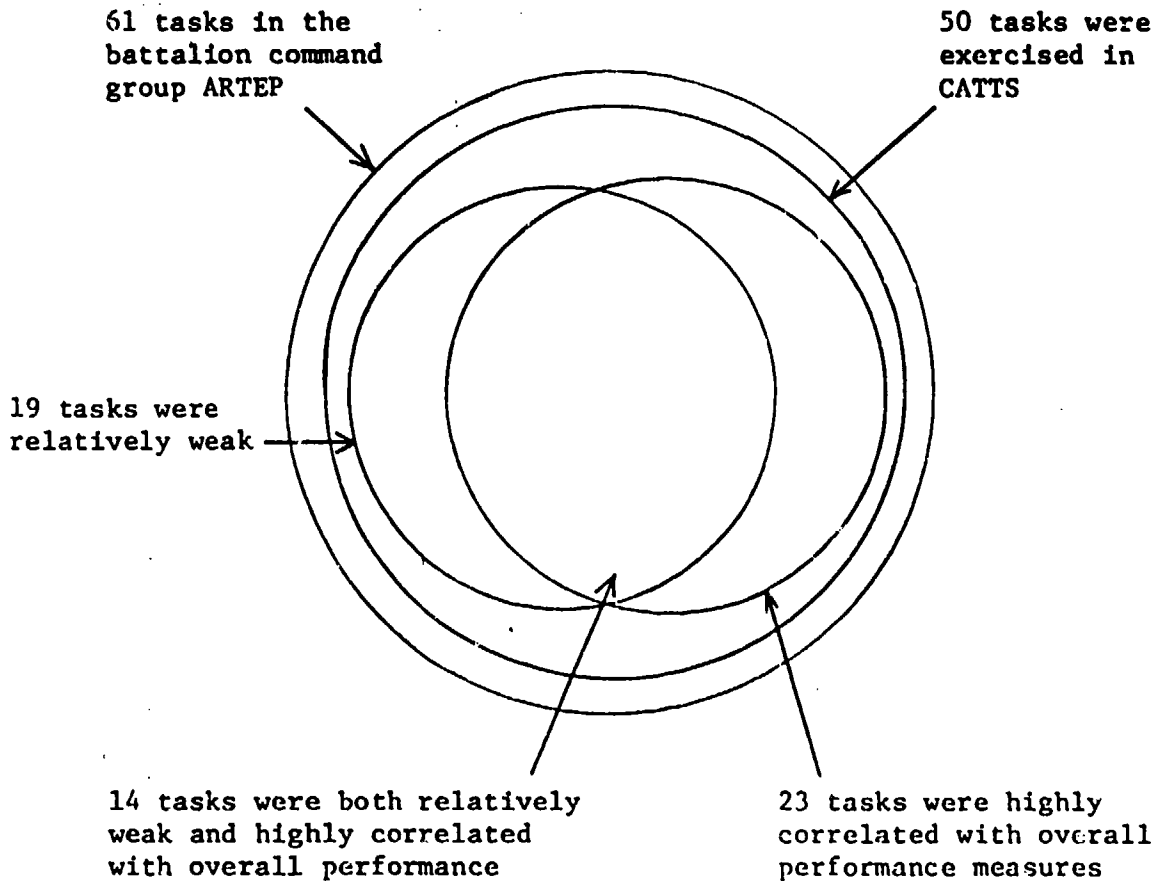 61 tasks in the
battalion command
group ARTEP
50 tasks were
exercised in
CATTS
19 tasks were
relatively weak
14 tasks were both relatively
weak and highly correlated
with overall performance
23 tasks were highly
correlated with overall
performance measures